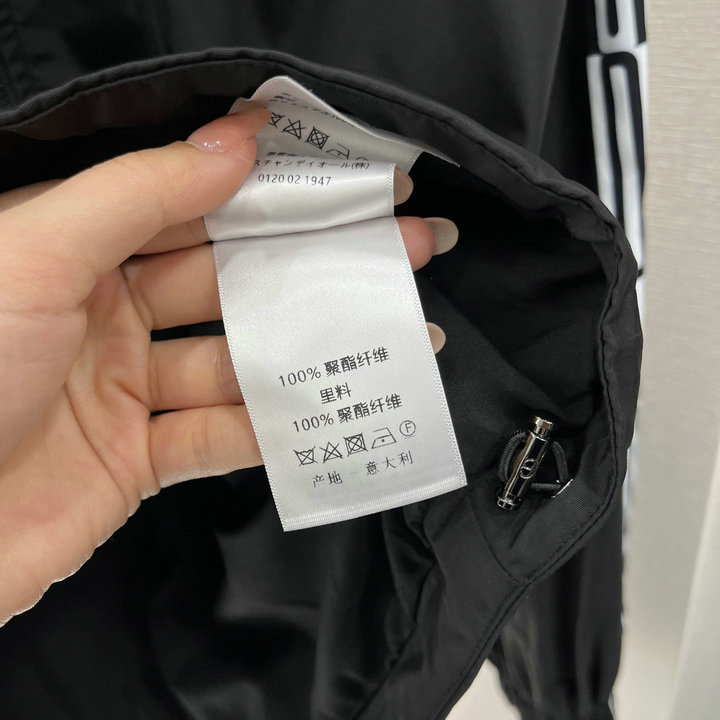 スチャンディオール(株)
0120 02 1947
100% 聚酯纤维
里料
100% 聚酯纤维
F
产地 - 意大利